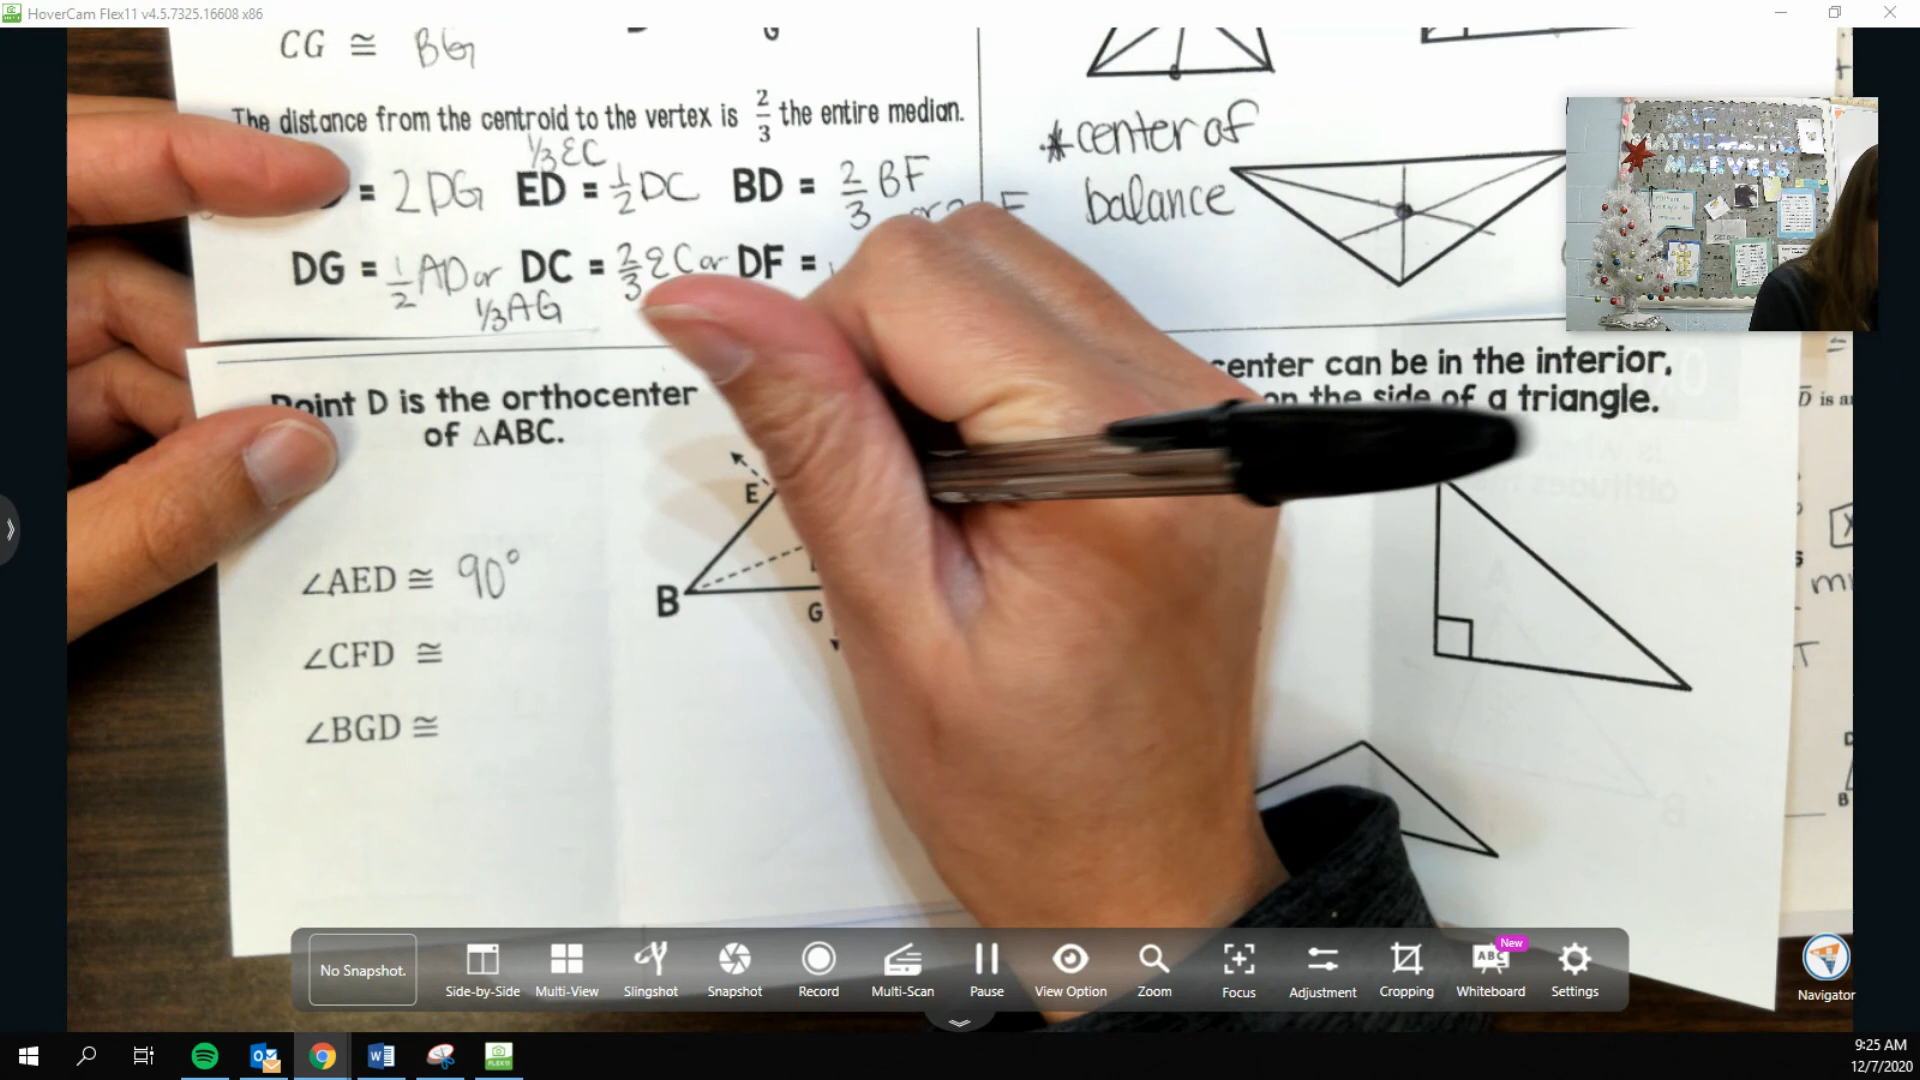 HoverCam Flex11 v4.5.7325.16608 x86
CG ≅ BG
The distance from the centroid to the vertex is 2/3 the entire median.
1/3 EC
= 2DG ED = 1/2 DC BD = 2/3 BF
or
DG = 1/2 AD or DC = 2/3 EC or DF =
1/3 AG
*center of
balance
Point D is the orthocenter
of △ABC.
∠AED ≅ 90°
∠CFD ≅
∠BGD ≅
E
B
G
center can be in the interior,
on the side of a triangle.
D is a
T
D
B
No Snapshot.
Side-by-Side
Multi-View
Slingshot
Snapshot
Record
Multi-Scan
Pause
View Option
Zoom
Focus
Adjustment
Cropping
New
ABC
Whiteboard
Settings
Navigator
9:25 AM
12/7/2020